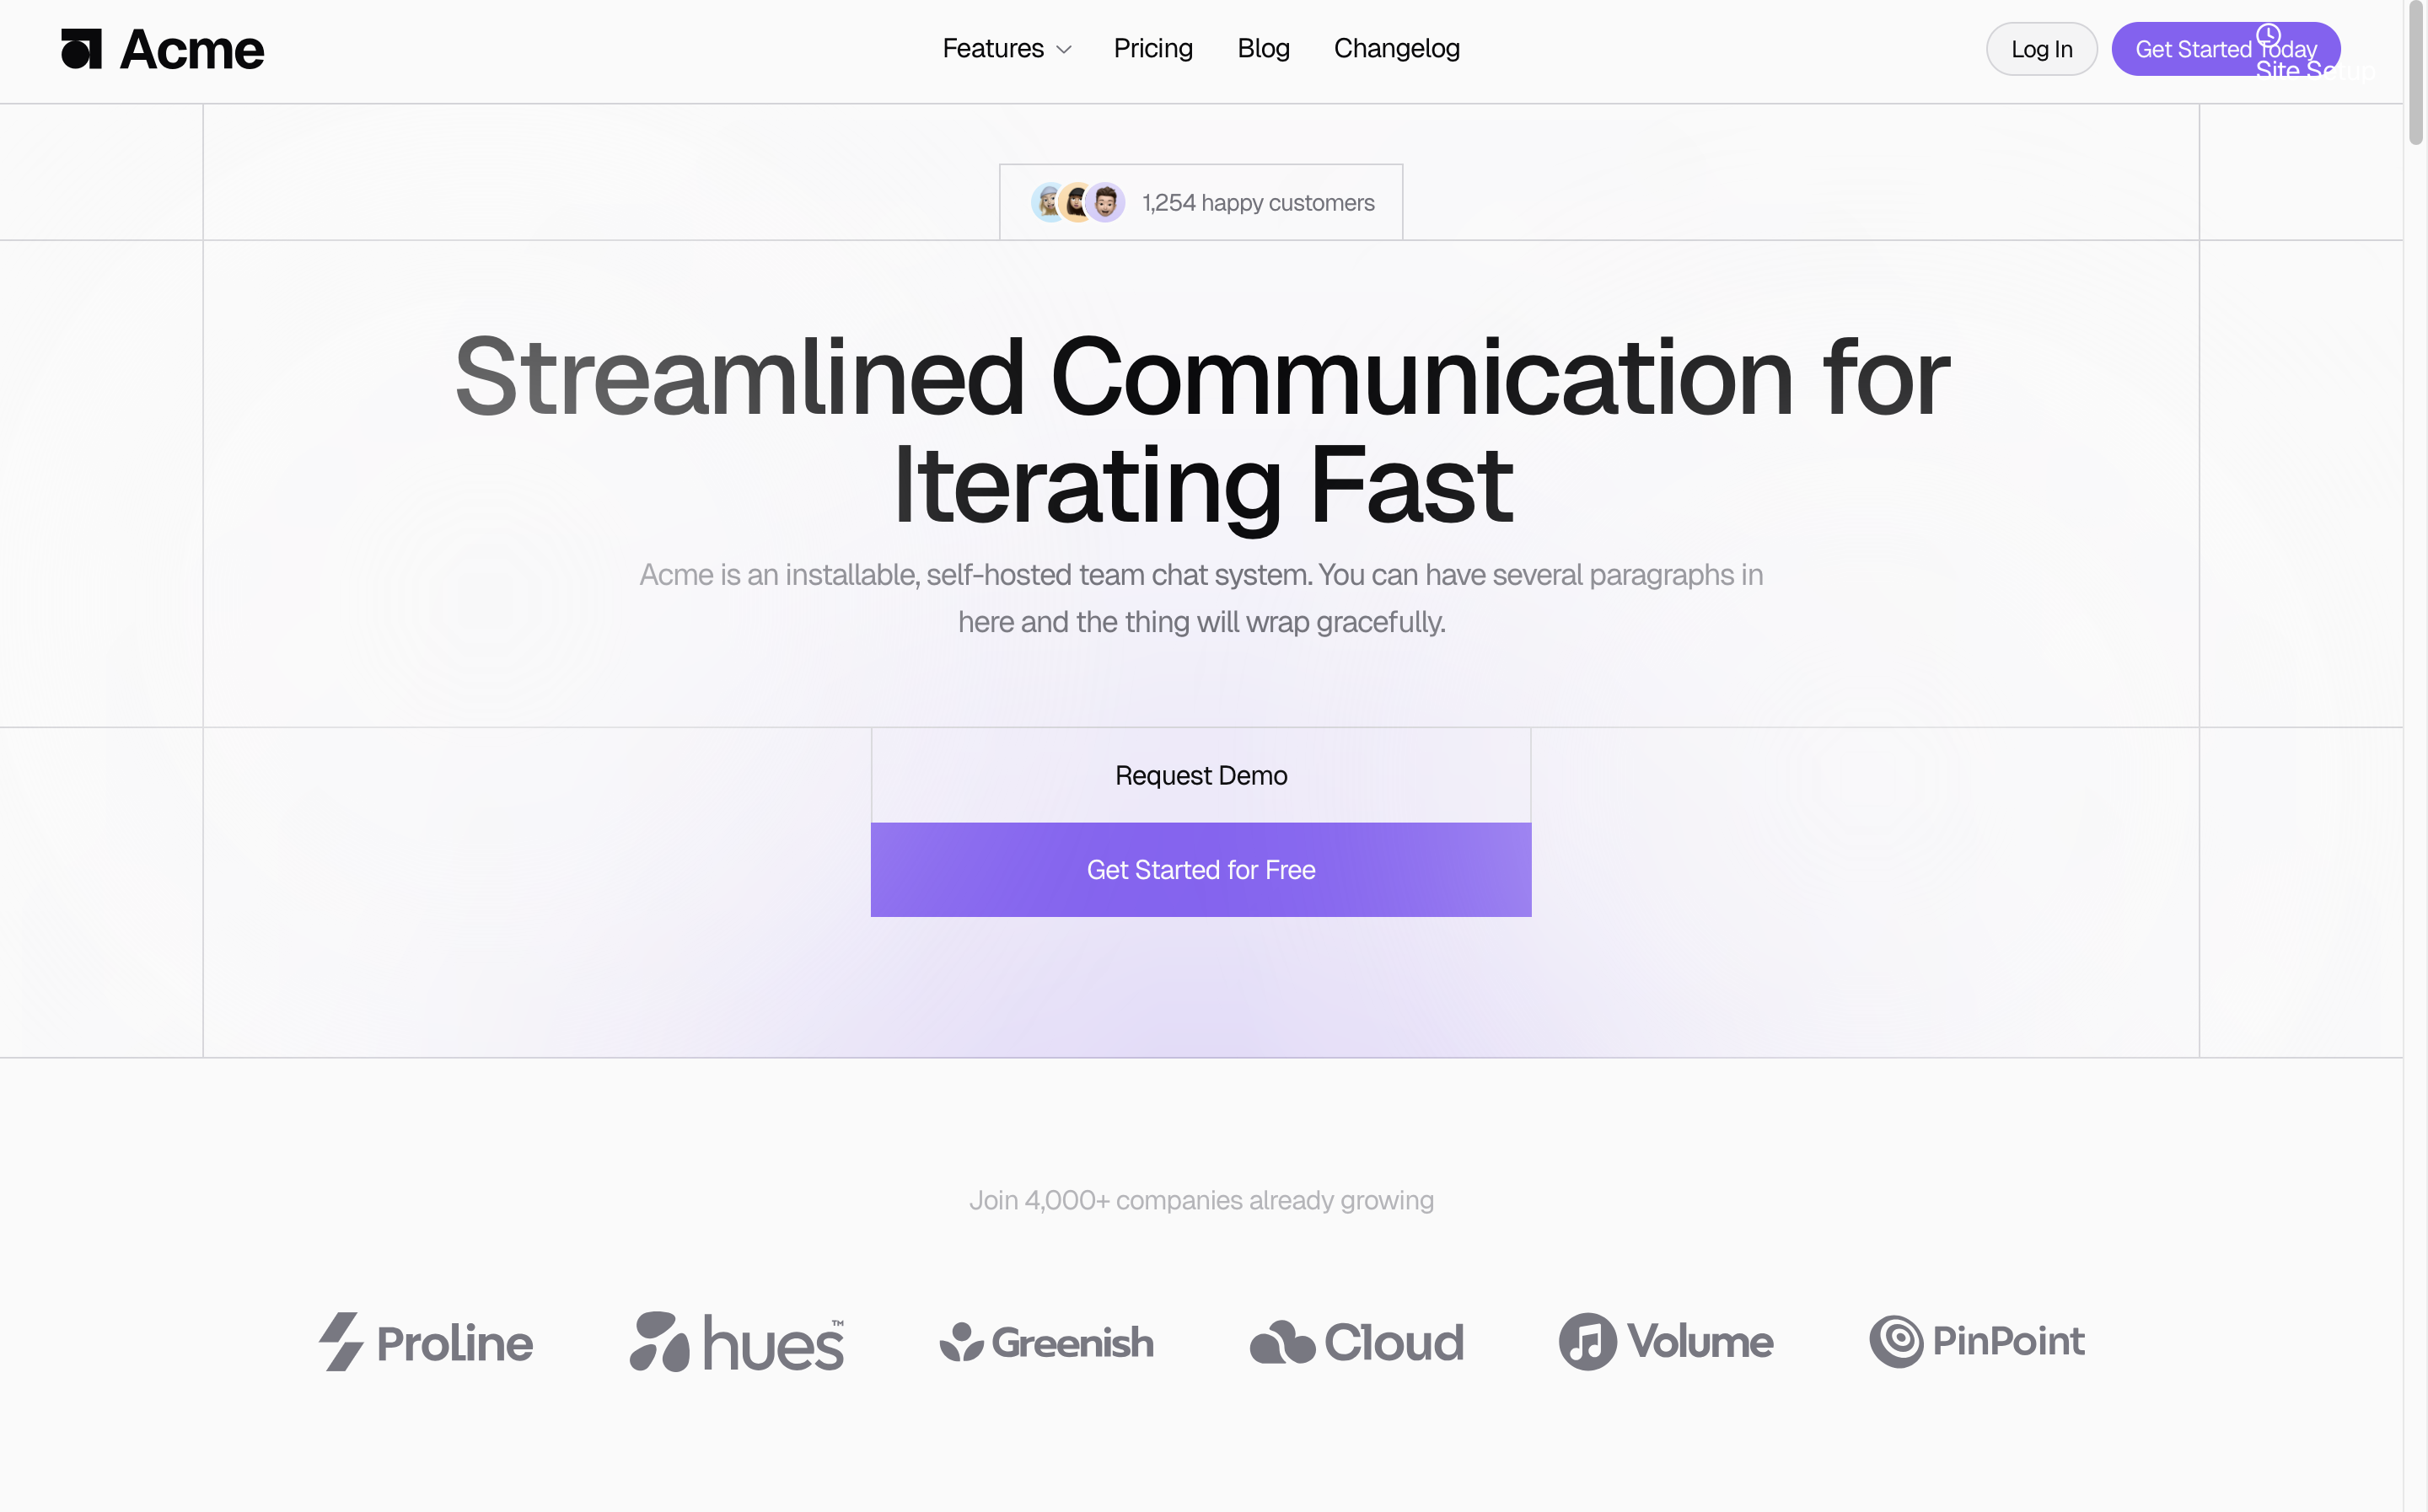 Acme
Features
Pricing
Blog
Changelog
Log In
Get Started Today
Site Setup
1,254 happy customers
Streamlined Communication for
Iterating Fast
Acme is an installable, self-hosted team chat system. You can have several paragraphs in
here and the thing will wrap gracefully.
Request Demo
Get Started for Free
Join 4,000+ companies already growing
Proline
hues™
Greenish
Cloud
Volume
PinPoint